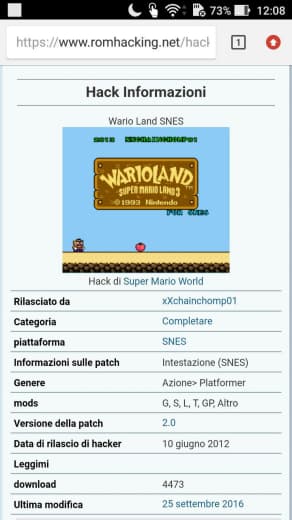 73% 12:08
https://www.romhacking.net/hacl
1
Hack Informazioni
Wario Land SNES
2013 XXCHAINCHOMP01
WARIOLAND
SUPER MARIO LAND 3
©1993 Nintendo
FOR SNES
Hack di Super Mario World
Rilasciato da xXchainchomp01
Categoria Completare
piattaforma SNES
Informazioni sulle patch Intestazione (SNES)
Genere Azione> Platformer
mods G, S, L, T, GP, Altro
Versione della patch 2.0
Data di rilascio di hacker 10 giugno 2012
Leggimi
download 4473
Ultima modifica 25 settembre 2016